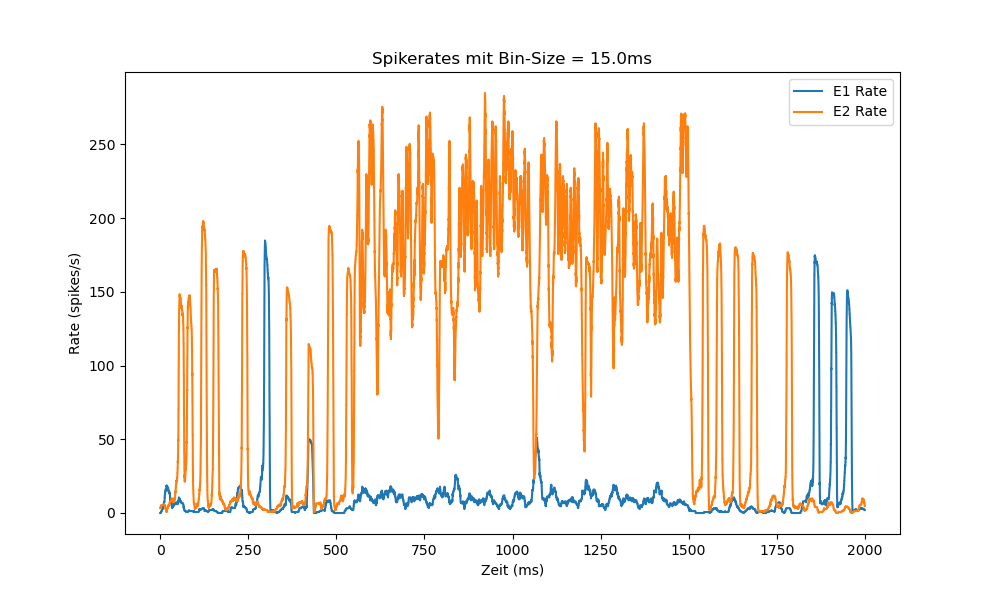 Spikerates mit Bin-Size = 15.0ms
E1 Rate
E2 Rate
Rate (spikes/s)
250
200
150
100
50
0
0 250 500 750 1000 1250 1500 1750 2000
Zeit (ms)